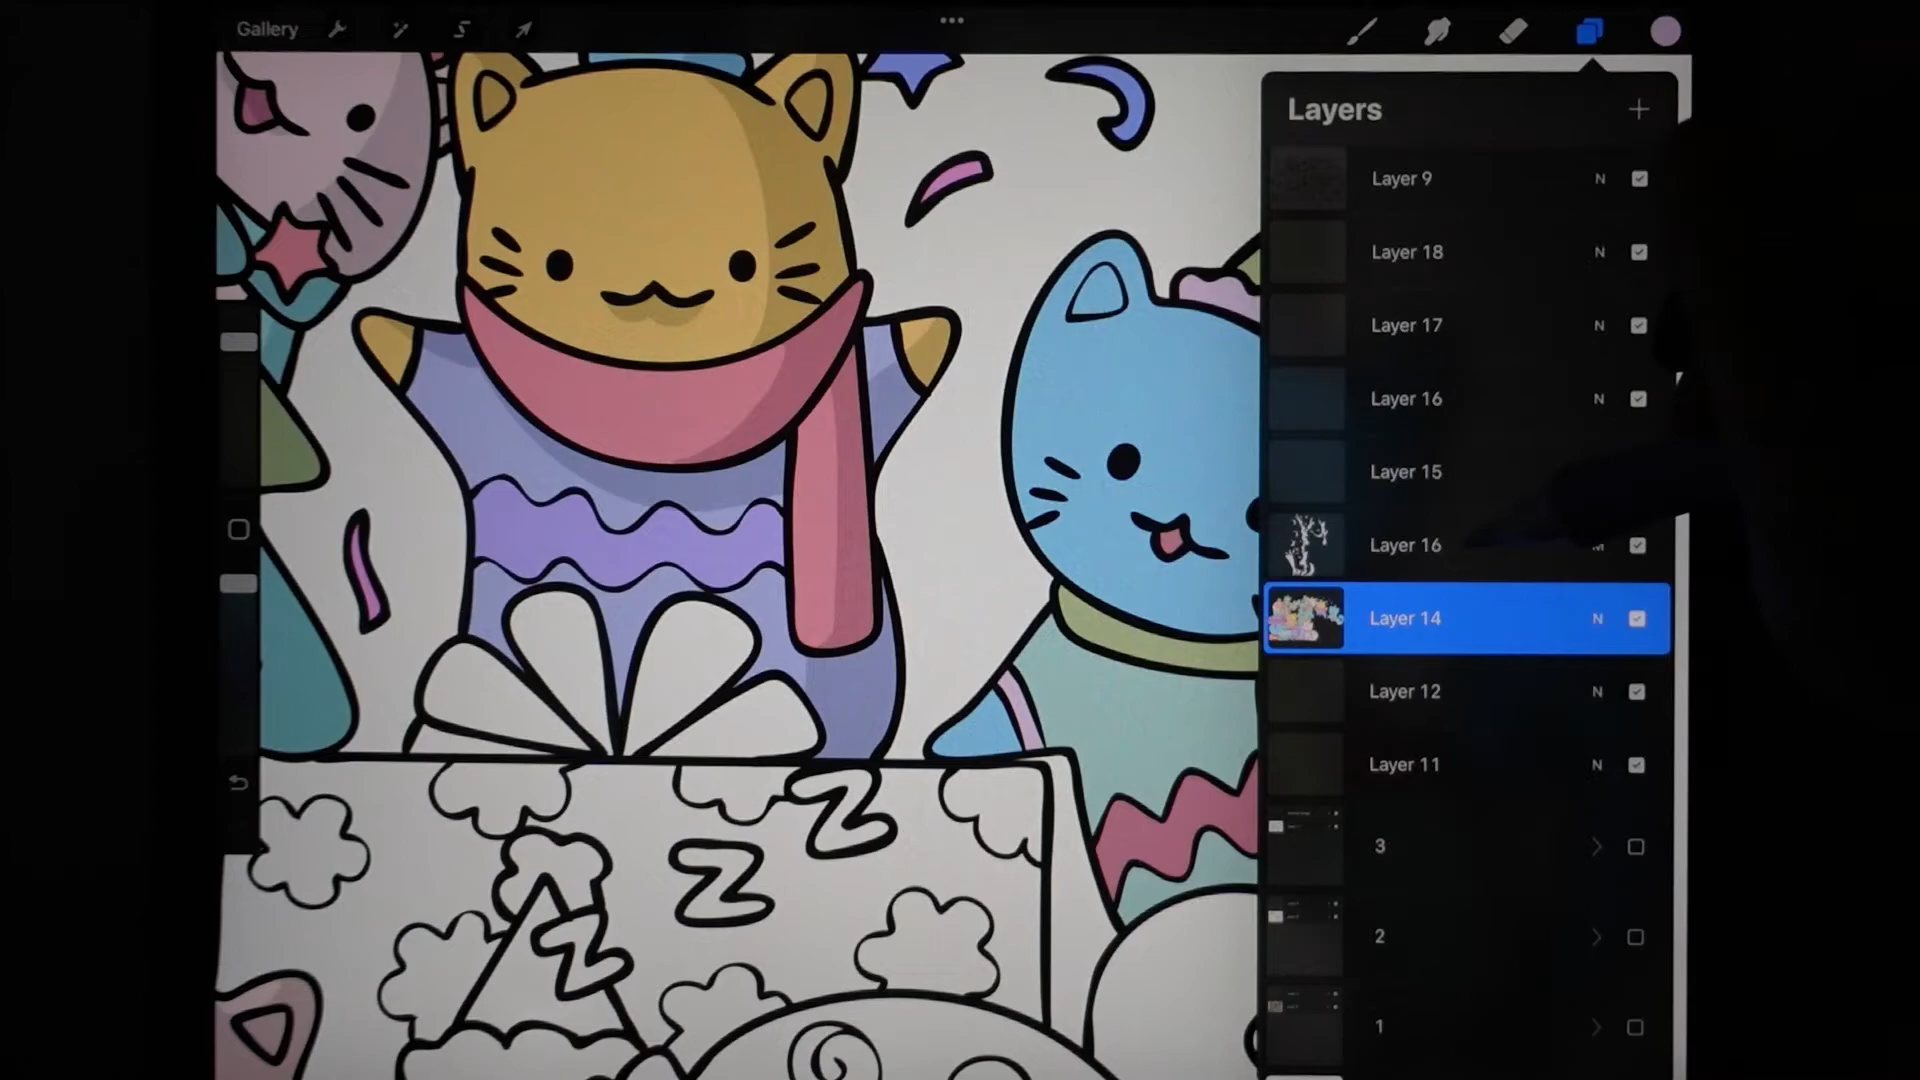 Gallery
Layers
Layer 9 N
Layer 18 N
Layer 17 N
Layer 16 N
Layer 15
Layer 16
Layer 14 N
Layer 12 N
Layer 11 N
3
2
1
Z
Z
Z